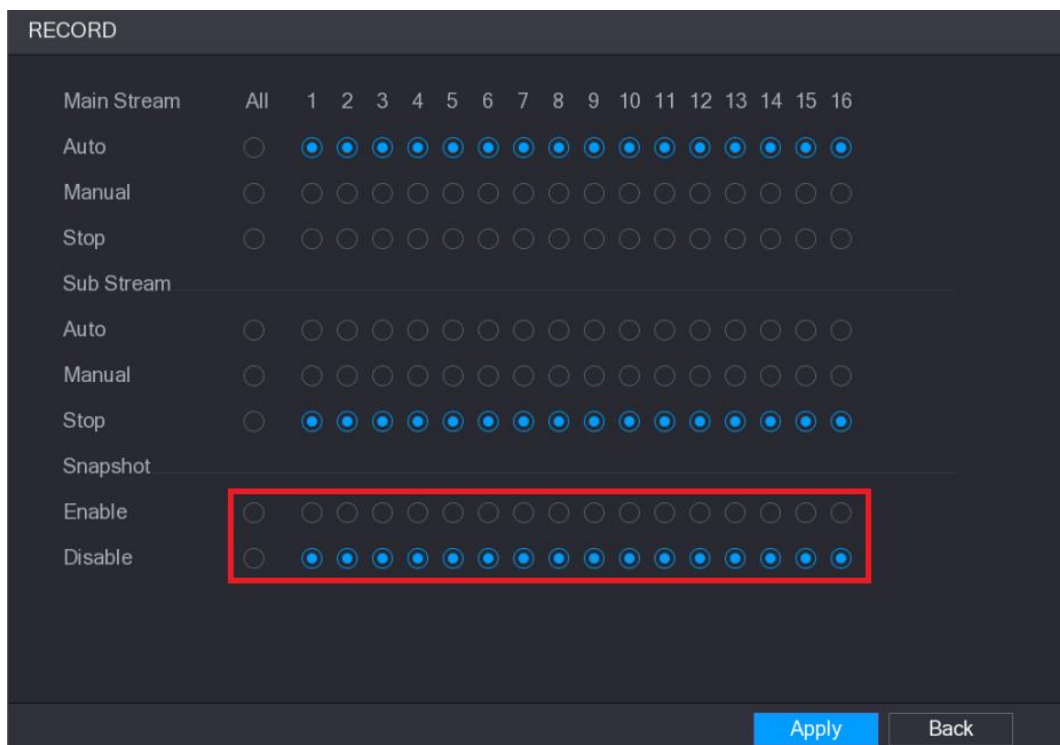 RECORD
Main Stream All 1 2 3 4 5 6 7 8 9 10 11 12 13 14 15 16
Auto
Manual
Stop
Sub Stream
Auto
Manual
Stop
Snapshot
Enable
Disable
Apply Back